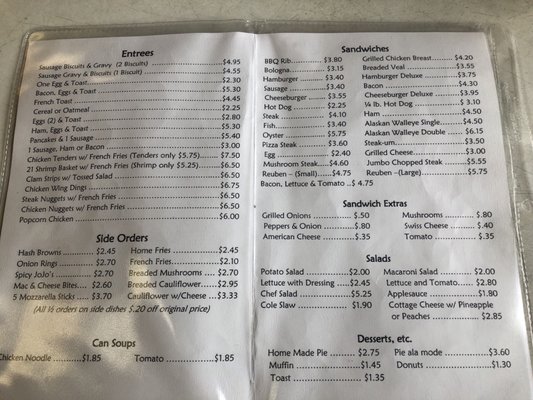 Entrees
Sausage Biscuits & Gravy (2 Biscuits) ..........$4.95
Sausage Gravy & Biscuits (1 Biscuit) ..........$4.55
One Egg & Toast..........$2.30
Bacon, Eggs & Toast ..........$5.30
French Toast ..........$4.45
Cereal or Oatmeal ..........$2.25
Eggs (2) & Toast ..........$2.80
Ham, Eggs & Toast ..........$5.30
Pancakes & 1 Sausage ..........$5.40
1 Sausage, Ham or Bacon ..........$3.00
Chicken Tenders w/ French Fries (Tenders only $5.75)..........$7.50
21 Shrimp Basket w/ French Fries (Shrimp only $5.25)..........$6.50
Clam Strips w/ Tossed Salad ..........$6.50
Chicken Wing Dings ..........$6.75
Steak Nuggets w/ French Fries ..........$6.50
Chicken Nuggets w/ French Fries ..........$6.50
Popcorn Chicken ..........$6.00
Side Orders
Hash Browns ..........$2.45 Home Fries ..........$2.45
Onion Rings ..........$2.70 French Fries..........$2.10
Spicy JoJo's ..........$2.70 Breaded Mushrooms .....$2.70
Mac & Cheese Bites....$2.60 Breaded Cauliflower......$2.95
5 Mozzarella Sticks .....$3.70 Cauliflower w/Cheese ....$3.33
(All ½ orders on side dishes $.20 off original price)
Can Soups
Chicken Noodle ..........$1.85 Tomato ..........$1.85
Sandwiches
BBQ Rib..........$3.80 Grilled Chicken Breast..........$4.20
Bologna..........$3.15 Breaded Veal ..........$3.55
Hamburger ..........$3.40 Hamburger Deluxe ..........$3.75
Sausage ..........$3.40 Bacon ..........$4.30
Cheeseburger ..........$3.55 Cheeseburger Deluxe ..........$3.95
Hot Dog ..........$2.25 ¼ lb. Hot Dog ..........$ 3.10
Steak ..........$4.10 Ham ..........$4.50
Fish..........$3.40 Alaskan Walleye Single..........$4.50
Oyster ..........$5.75 Alaskan Walleye Double ..... $6.15
Pizza Steak ..........$3.60 Steak-um..........$3.50
Egg ..........$2.40 Grilled Cheese..........$3.00
Mushroom Steak.....$4.60 Jumbo Chopped Steak ..........$5.55
Reuben – (Small).....$4.75 Reuben –(Large)..........$5.75
Bacon, Lettuce & Tomato ..$ 4.75
Sandwich Extras
Grilled Onions ..........$.50 Mushrooms ..........$.80
Peppers & Onion ..........$.80 Swiss Cheese ..........$.40
American Cheese ..........$.35 Tomato ..........$.35
Salads
Potato Salad ..........$2.00 Macaroni Salad ..........$2.00
Lettuce with Dressing .....$2.45 Lettuce and Tomato.......$2.80
Chef Salad ..........$5.25 Applesauce ..........$1.80
Cole Slaw ..........$1.90 Cottage Cheese w/ Pineapple
or Peaches ..........$2.85
Desserts, etc.
Home Made Pie ..........$2.75 Pie ala mode ..........$3.60
Muffin ..........$1.45 Donuts ..........$1.30
Toast ..........$1.35